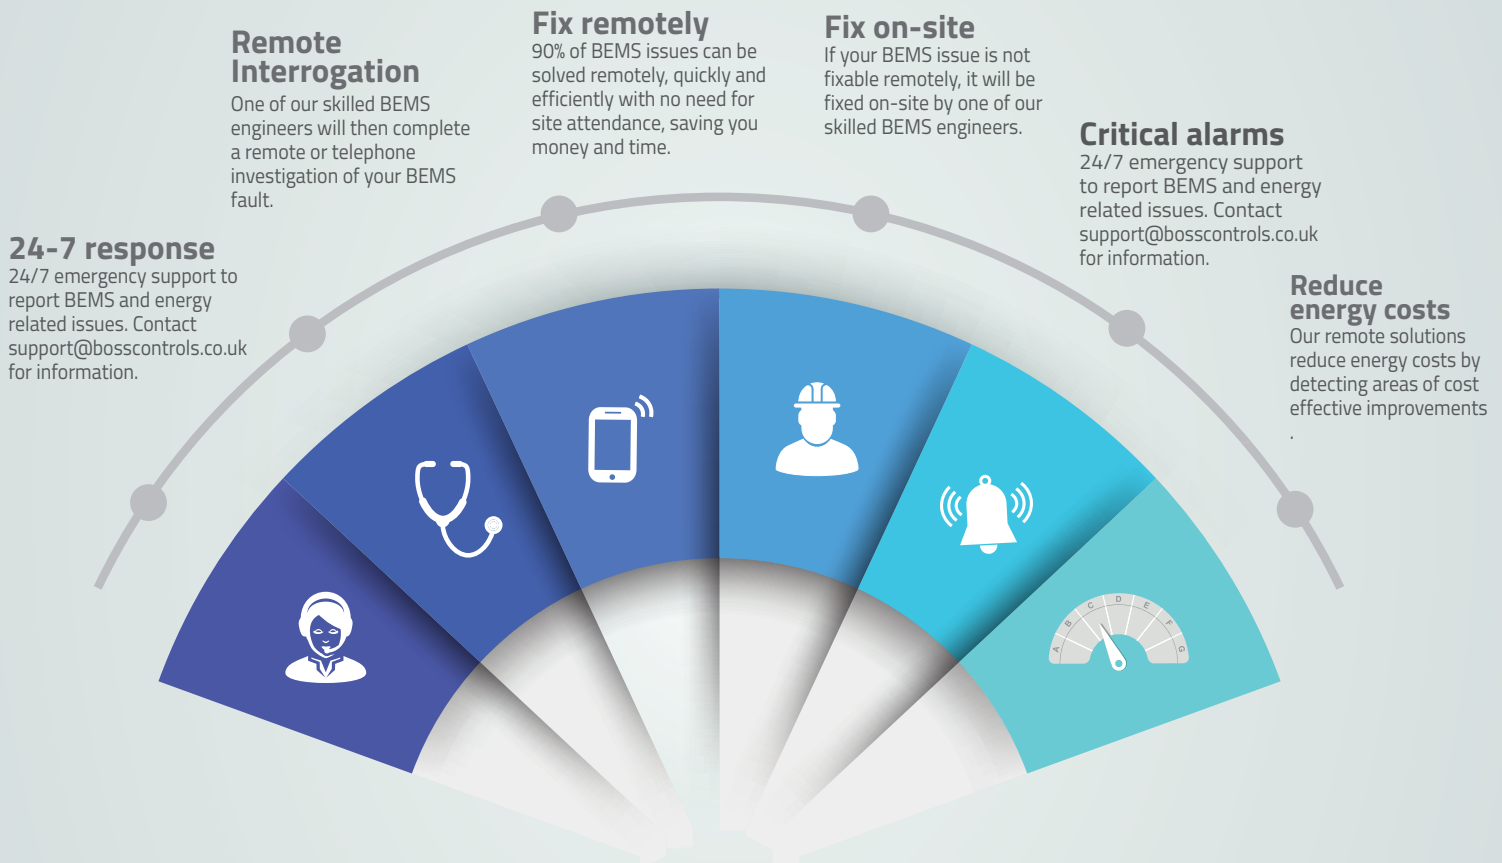 24-7 response
24/7 emergency support to
report BEMS and energy
related issues. Contact
support@bosscontrols.co.uk
for information.
Remote
Interrogation
One of our skilled BEMS
engineers will then complete
a remote or telephone
investigation of your BEMS
fault.
Fix remotely
90% of BEMS issues can be
solved remotely, quickly and
efficiently with no need for
site attendance, saving you
money and time.
Fix on-site
If your BEMS issue is not
fixable remotely, it will be
fixed on-site by one of our
skilled BEMS engineers.
Critical alarms
24/7 emergency support
to report BEMS and energy
related issues. Contact
support@bosscontrols.co.uk
for information.
Reduce
energy costs
Our remote solutions
reduce energy costs by
detecting areas of cost
effective improvements
.
A
B
C
D
E
F
G